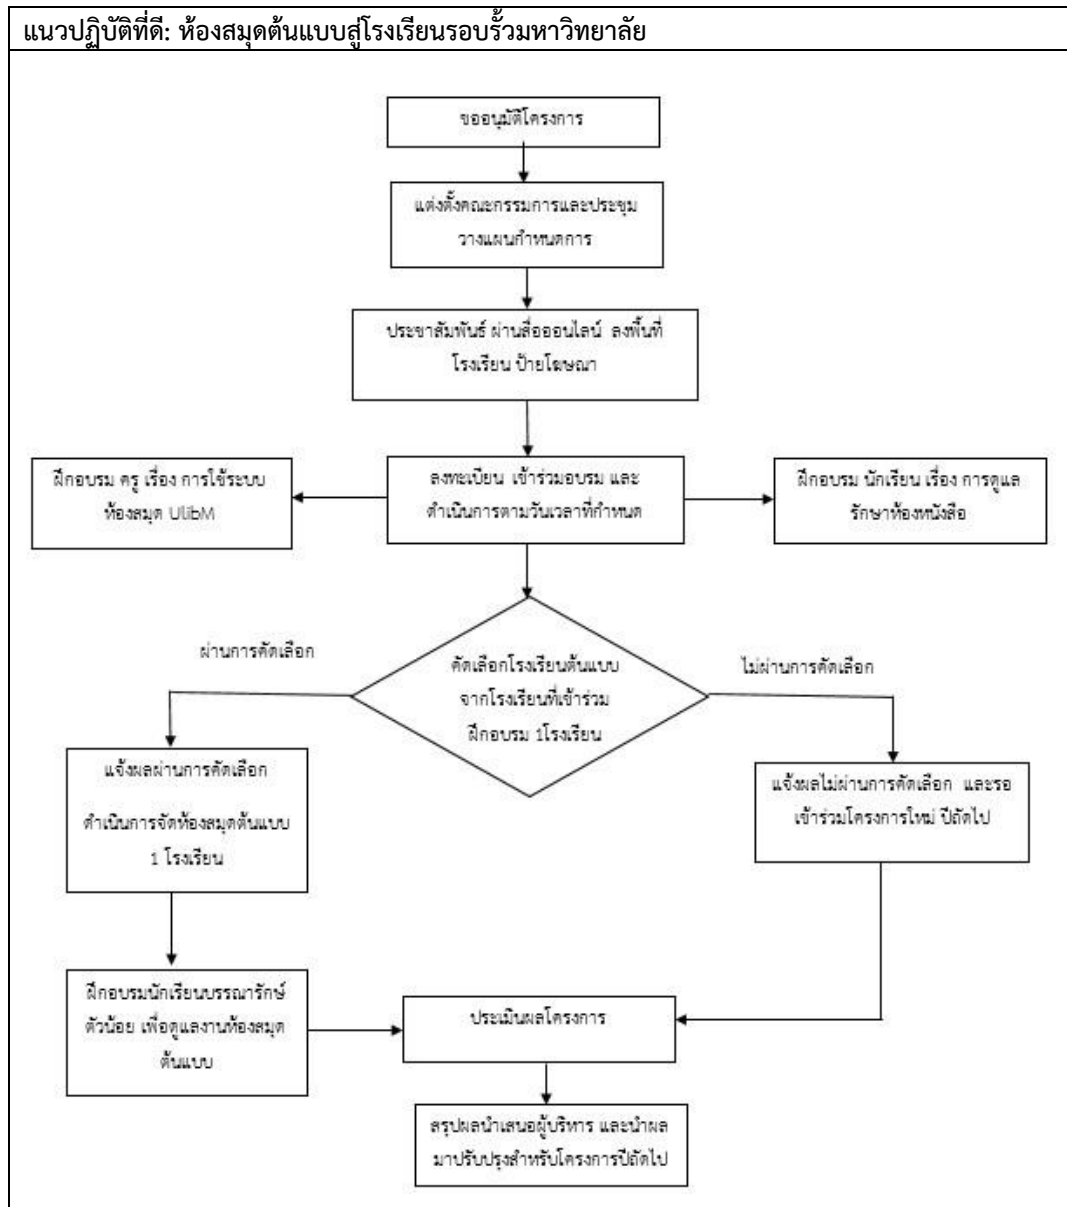 แนวปฏิบัติที่ดี: ห้องสมุดต้นแบบสู่โรงเรียนรอบรั้วมหาวิทยาลัย
ขออนุมัติโครงการ
แต่งตั้งคณะกรรมการและประชุม
วางแผนกำหนดการ
ประชาสัมพันธ์ ผ่านสื่อออนไลน์ ลงพื้นที่
โรงเรียน ป้ายโฆษณา
ฝึกอบรม ครู เรื่อง การใช้ระบบ
ห้องสมุด UlibM
ลงทะเบียน เข้าร่วมอบรม และ
ดำเนินการตามวันเวลาที่กำหนด
ฝึกอบรม นักเรียน เรื่อง การดูแล
รักษาห้องหนังสือ
ผ่านการคัดเลือก
คัดเลือกโรงเรียนต้นแบบ
จากโรงเรียนที่เข้าร่วม
ฝึกอบรม 1โรงเรียน
ไม่ผ่านการคัดเลือก
แจ้งผลผ่านการคัดเลือก
ดำเนินการจัดห้องสมุดต้นแบบ
1 โรงเรียน
แจ้งผลไม่ผ่านการคัดเลือก และรอ
เข้าร่วมโครงการใหม่ ปีถัดไป
ฝึกอบรมนักเรียนบรรณารักษ์
ตัวน้อย เพื่อดูแลงานห้องสมุด
ต้นแบบ
ประเมินผลโครงการ
สรุปผลนำเสนอผู้บริหาร และนำผล
มาปรับปรุงสำหรับโครงการปีถัดไป